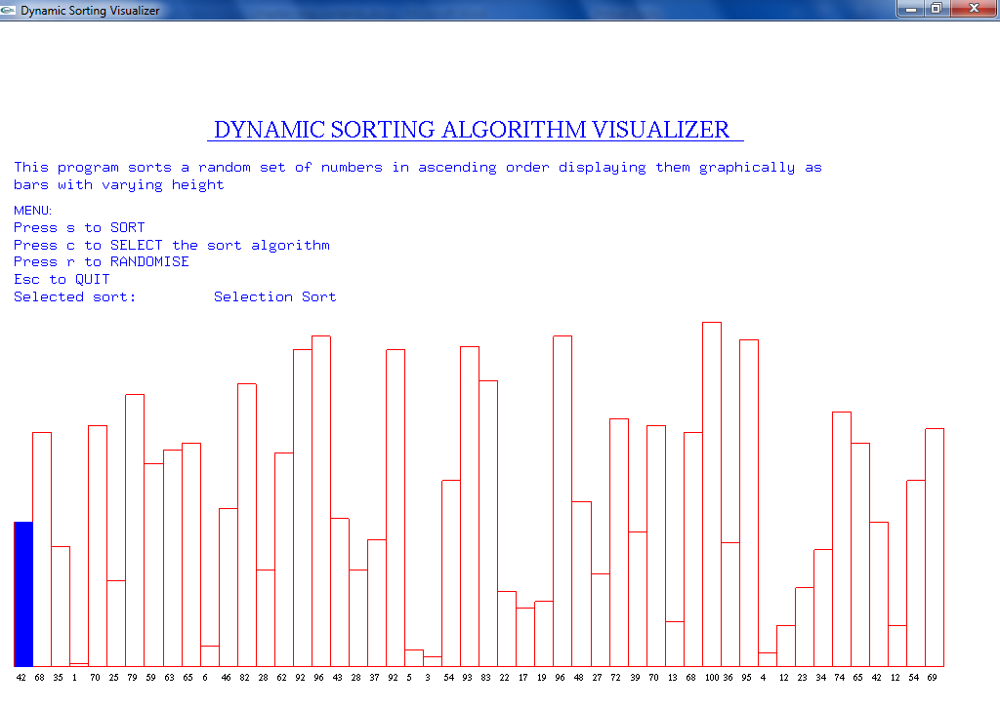 Dynamic Sorting Visualizer
DYNAMIC SORTING ALGORITHM VISUALIZER
This program sorts a random set of numbers in ascending order displaying them graphically as
bars with varying height
MENU:
Press s to SORT
Press c to SELECT the sort algorithm
Press r to RANDOMISE
Esc to QUIT
Selected sort: Selection Sort
42 68 35 1 70 25 79 59 63 65 6 46 82 28 62 92 96 43 28 37 92 5 3 54 93 83 22 17 19 96 48 27 72 39 70 13 68 100 36 95 4 12 23 34 74 65 42 12 54 69